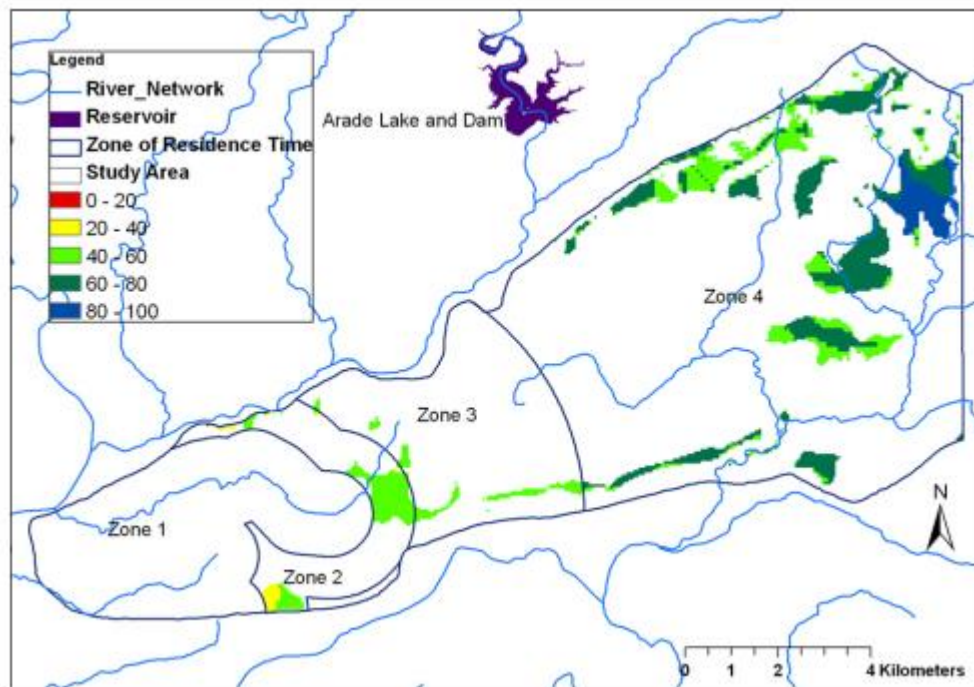 Legend
River_Network
Reservoir
Zone of Residence Time
Study Area
0 - 20
20 - 40
40 - 60
60 - 80
80 - 100
Arade Lake and Dam
Zone 4
Zone 3
Zone 1
Zone 2
N
0 1 2 4 Kilometers